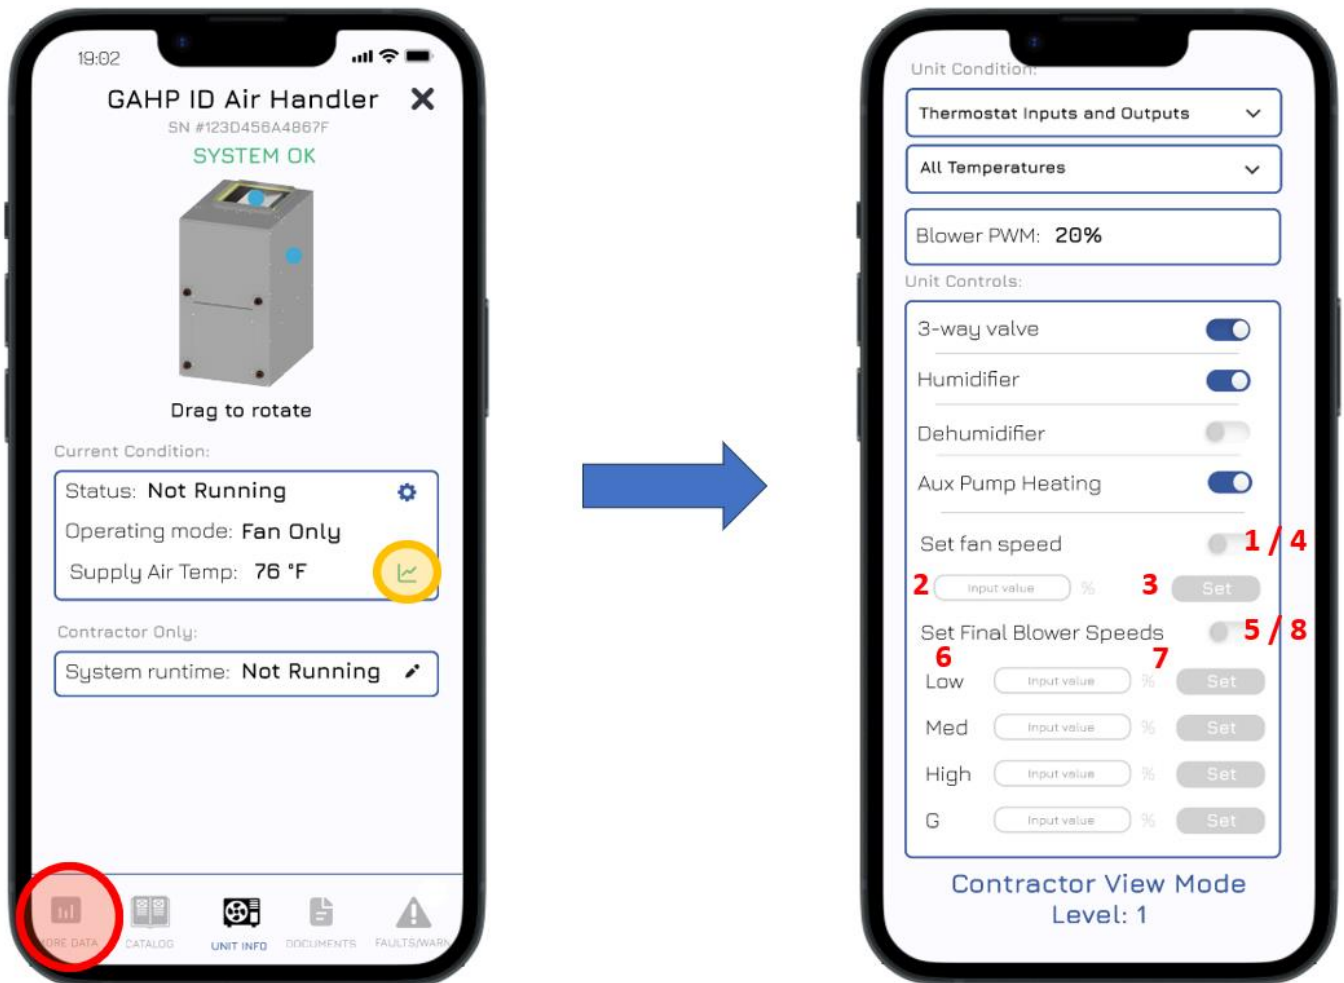 19:02
GAHP ID Air Handler
SN #123D456A4867F
SYSTEM OK
Drag to rotate
Current Condition:
Status: Not Running
Operating mode: Fan Only
Supply Air Temp: 76 °F
Contractor Only:
System runtime: Not Running
MORE DATA
CATALOG
UNIT INFO
DOCUMENTS
FAULTS/WARN
Unit Condition:
Thermostat Inputs and Outputs
All Temperatures
Blower PWM: 20%
Unit Controls:
3-way valve
Humidifier
Dehumidifier
Aux Pump Heating
Set fan speed 1 / 4
2 Input value % 3 Set
Set Final Blower Speeds 5 / 8
6 7
Low Input value % Set
Med Input value % Set
High Input value % Set
G Input value % Set
Contractor View Mode
Level: 1